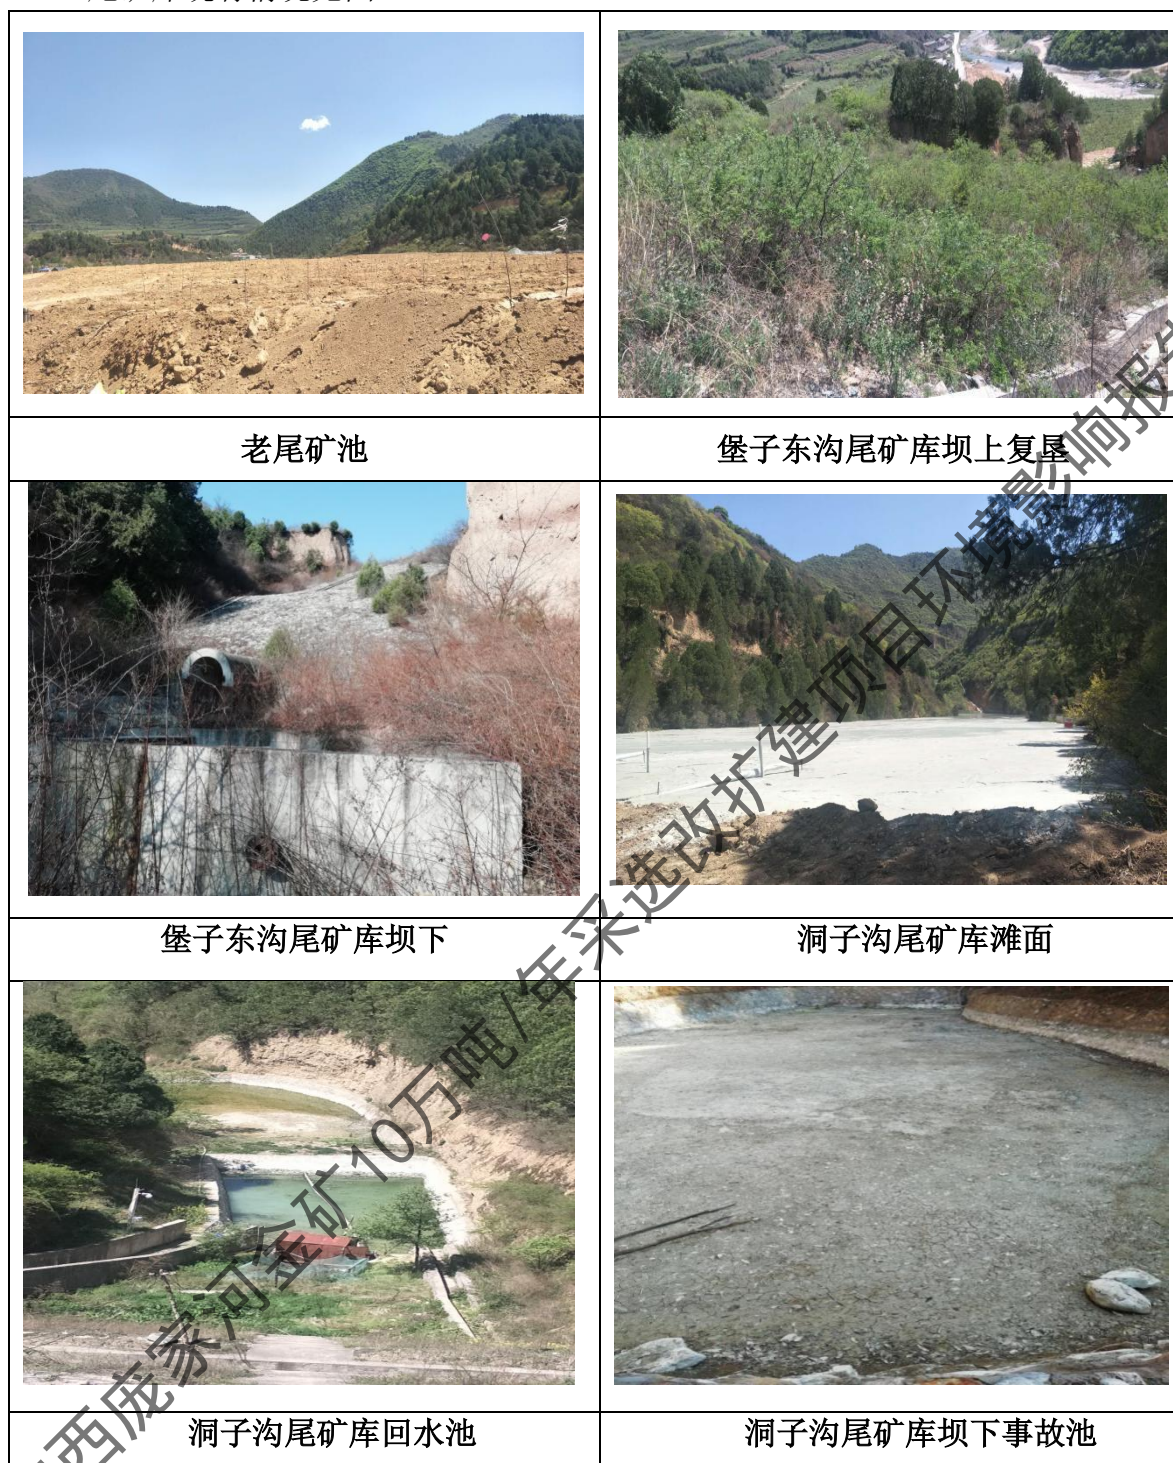 老尾矿池
堡子东沟尾矿库坝上复垦
堡子东沟尾矿库坝下
洞子沟尾矿库滩面
洞子沟尾矿库回水池
洞子沟尾矿库坝下事故池
西庞家河金矿10万吨/年采选改扩建项目环境影响报告